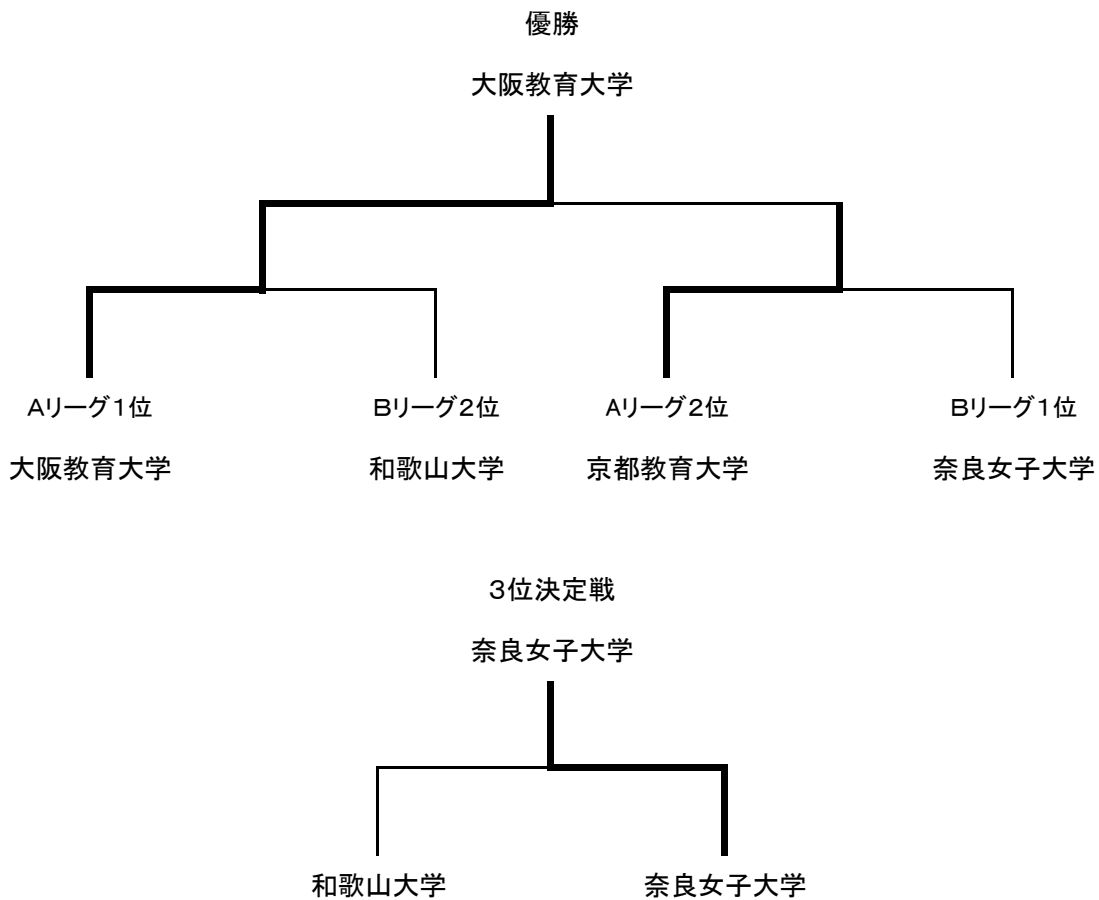 優勝
大阪教育大学
Aリーグ１位 Bリーグ２位 Aリーグ２位 Bリーグ１位
大阪教育大学 和歌山大学 京都教育大学 奈良女子大学
３位決定戦
奈良女子大学
和歌山大学 奈良女子大学